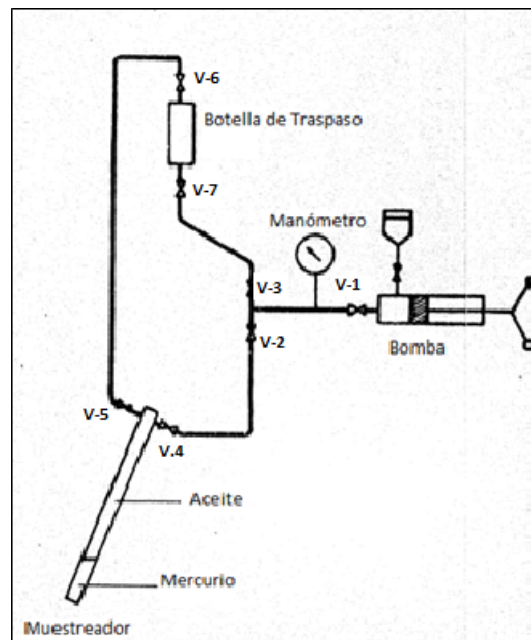 V-6
Botella de Traspaso
V-7
Manómetro
V-3
V-1
V-2
Bomba
V-5
V.4
Aceite
Mercurio
Muestreador